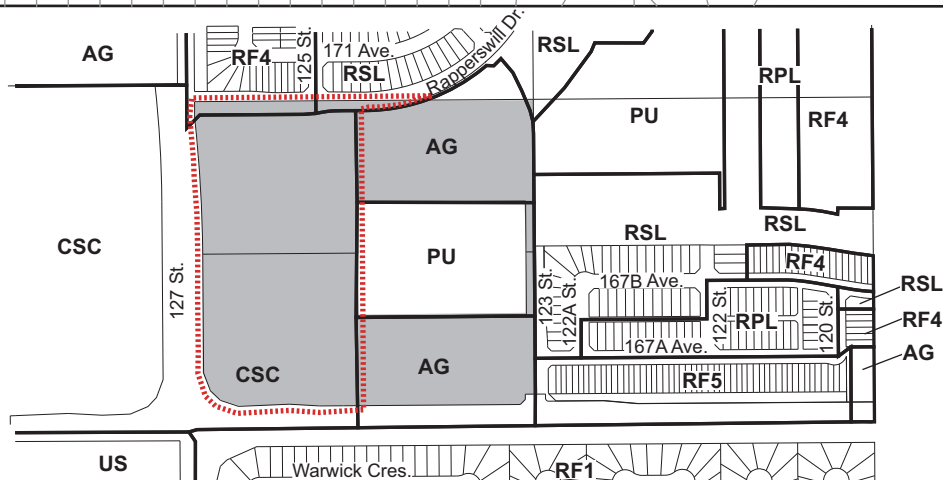 AG
RF4
125 St.
171 Ave.
RSL
Rapperswill Dr.
RSL
RPL
PU
RF4
AG
CSC
127 St.
PU
RSL
RSL
RF4
123 St.
122A St.
167B Ave.
122 St.
RPL
120 St.
RSL
RF4
167A Ave.
AG
CSC
AG
RF5
US
Warwick Cres.
RF1